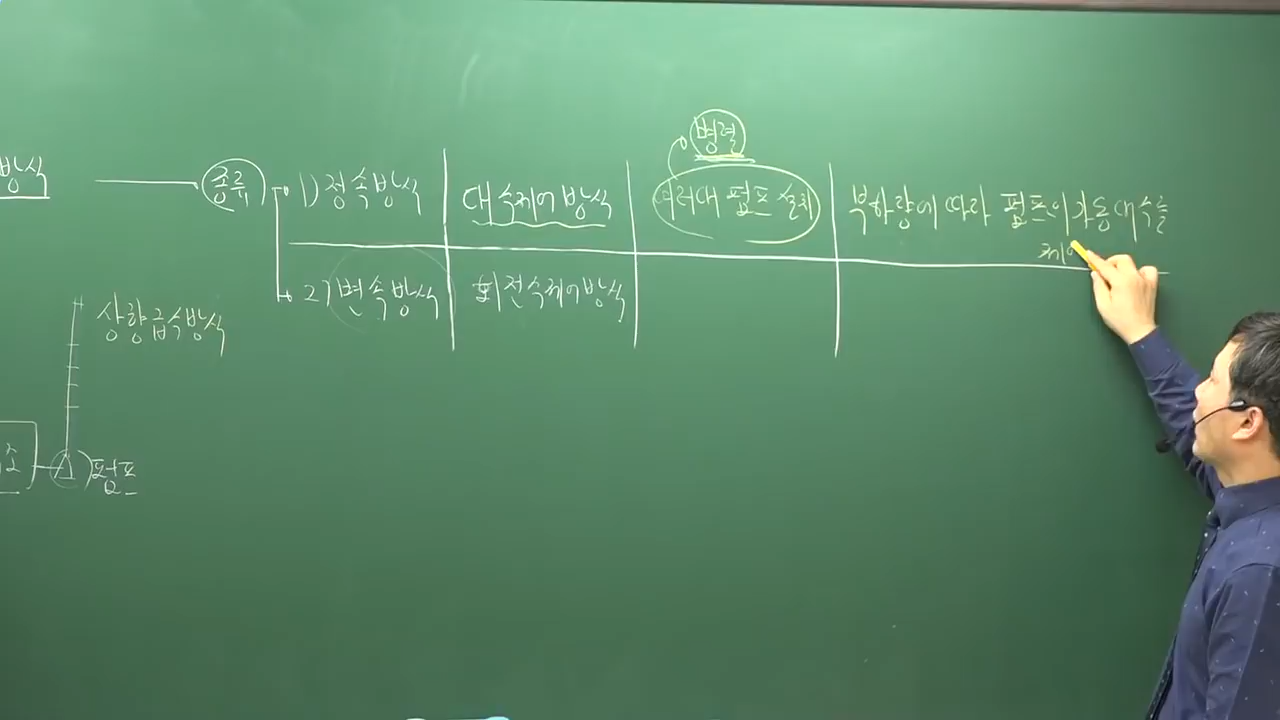 방식
종류
1) 정속방식
대수제어방식
병렬
여러대 펌프 설치
부하량에 따라 펌프의 가동대수를
제어
2) 변속방식
회전수제어방식
상향급수방식
펌프